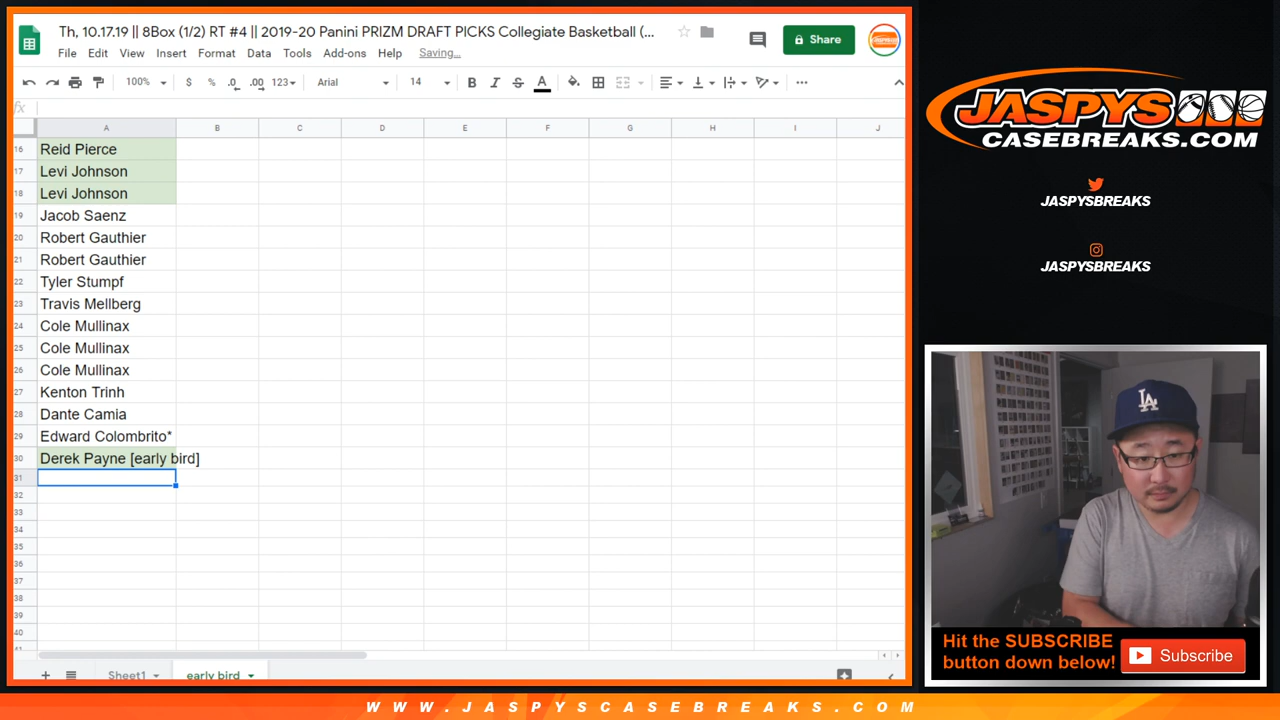 Th, 10.17.19 || 8Box (1/2) RT #4 || 2019-20 Panini PRIZM DRAFT PICKS Collegiate Basketball (...
File Edit View Insert Format Data Tools Add-ons Help Saving...
Share
100% $ % .0 .00 123 Arial 14 B I S A ...
fx
A B C D E F G H I J
16 Reid Pierce
17 Levi Johnson
18 Levi Johnson
19 Jacob Saenz
20 Robert Gauthier
21 Robert Gauthier
22 Tyler Stumpf
23 Travis Mellberg
24 Cole Mullinax
25 Cole Mullinax
26 Cole Mullinax
27 Kenton Trinh
28 Dante Camia
29 Edward Colombrito*
30 Derek Payne [early bird]
31
32
33
34
35
36
37
38
39
40
41
+ Sheet1 early bird
JASPYS
CASEBREAKS.COM
JASPYSBREAKS
JASPYSBREAKS
LA
Hit the SUBSCRIBE
button down below!
Subscribe
WWW.JASPYSCASEBREAKS.COM